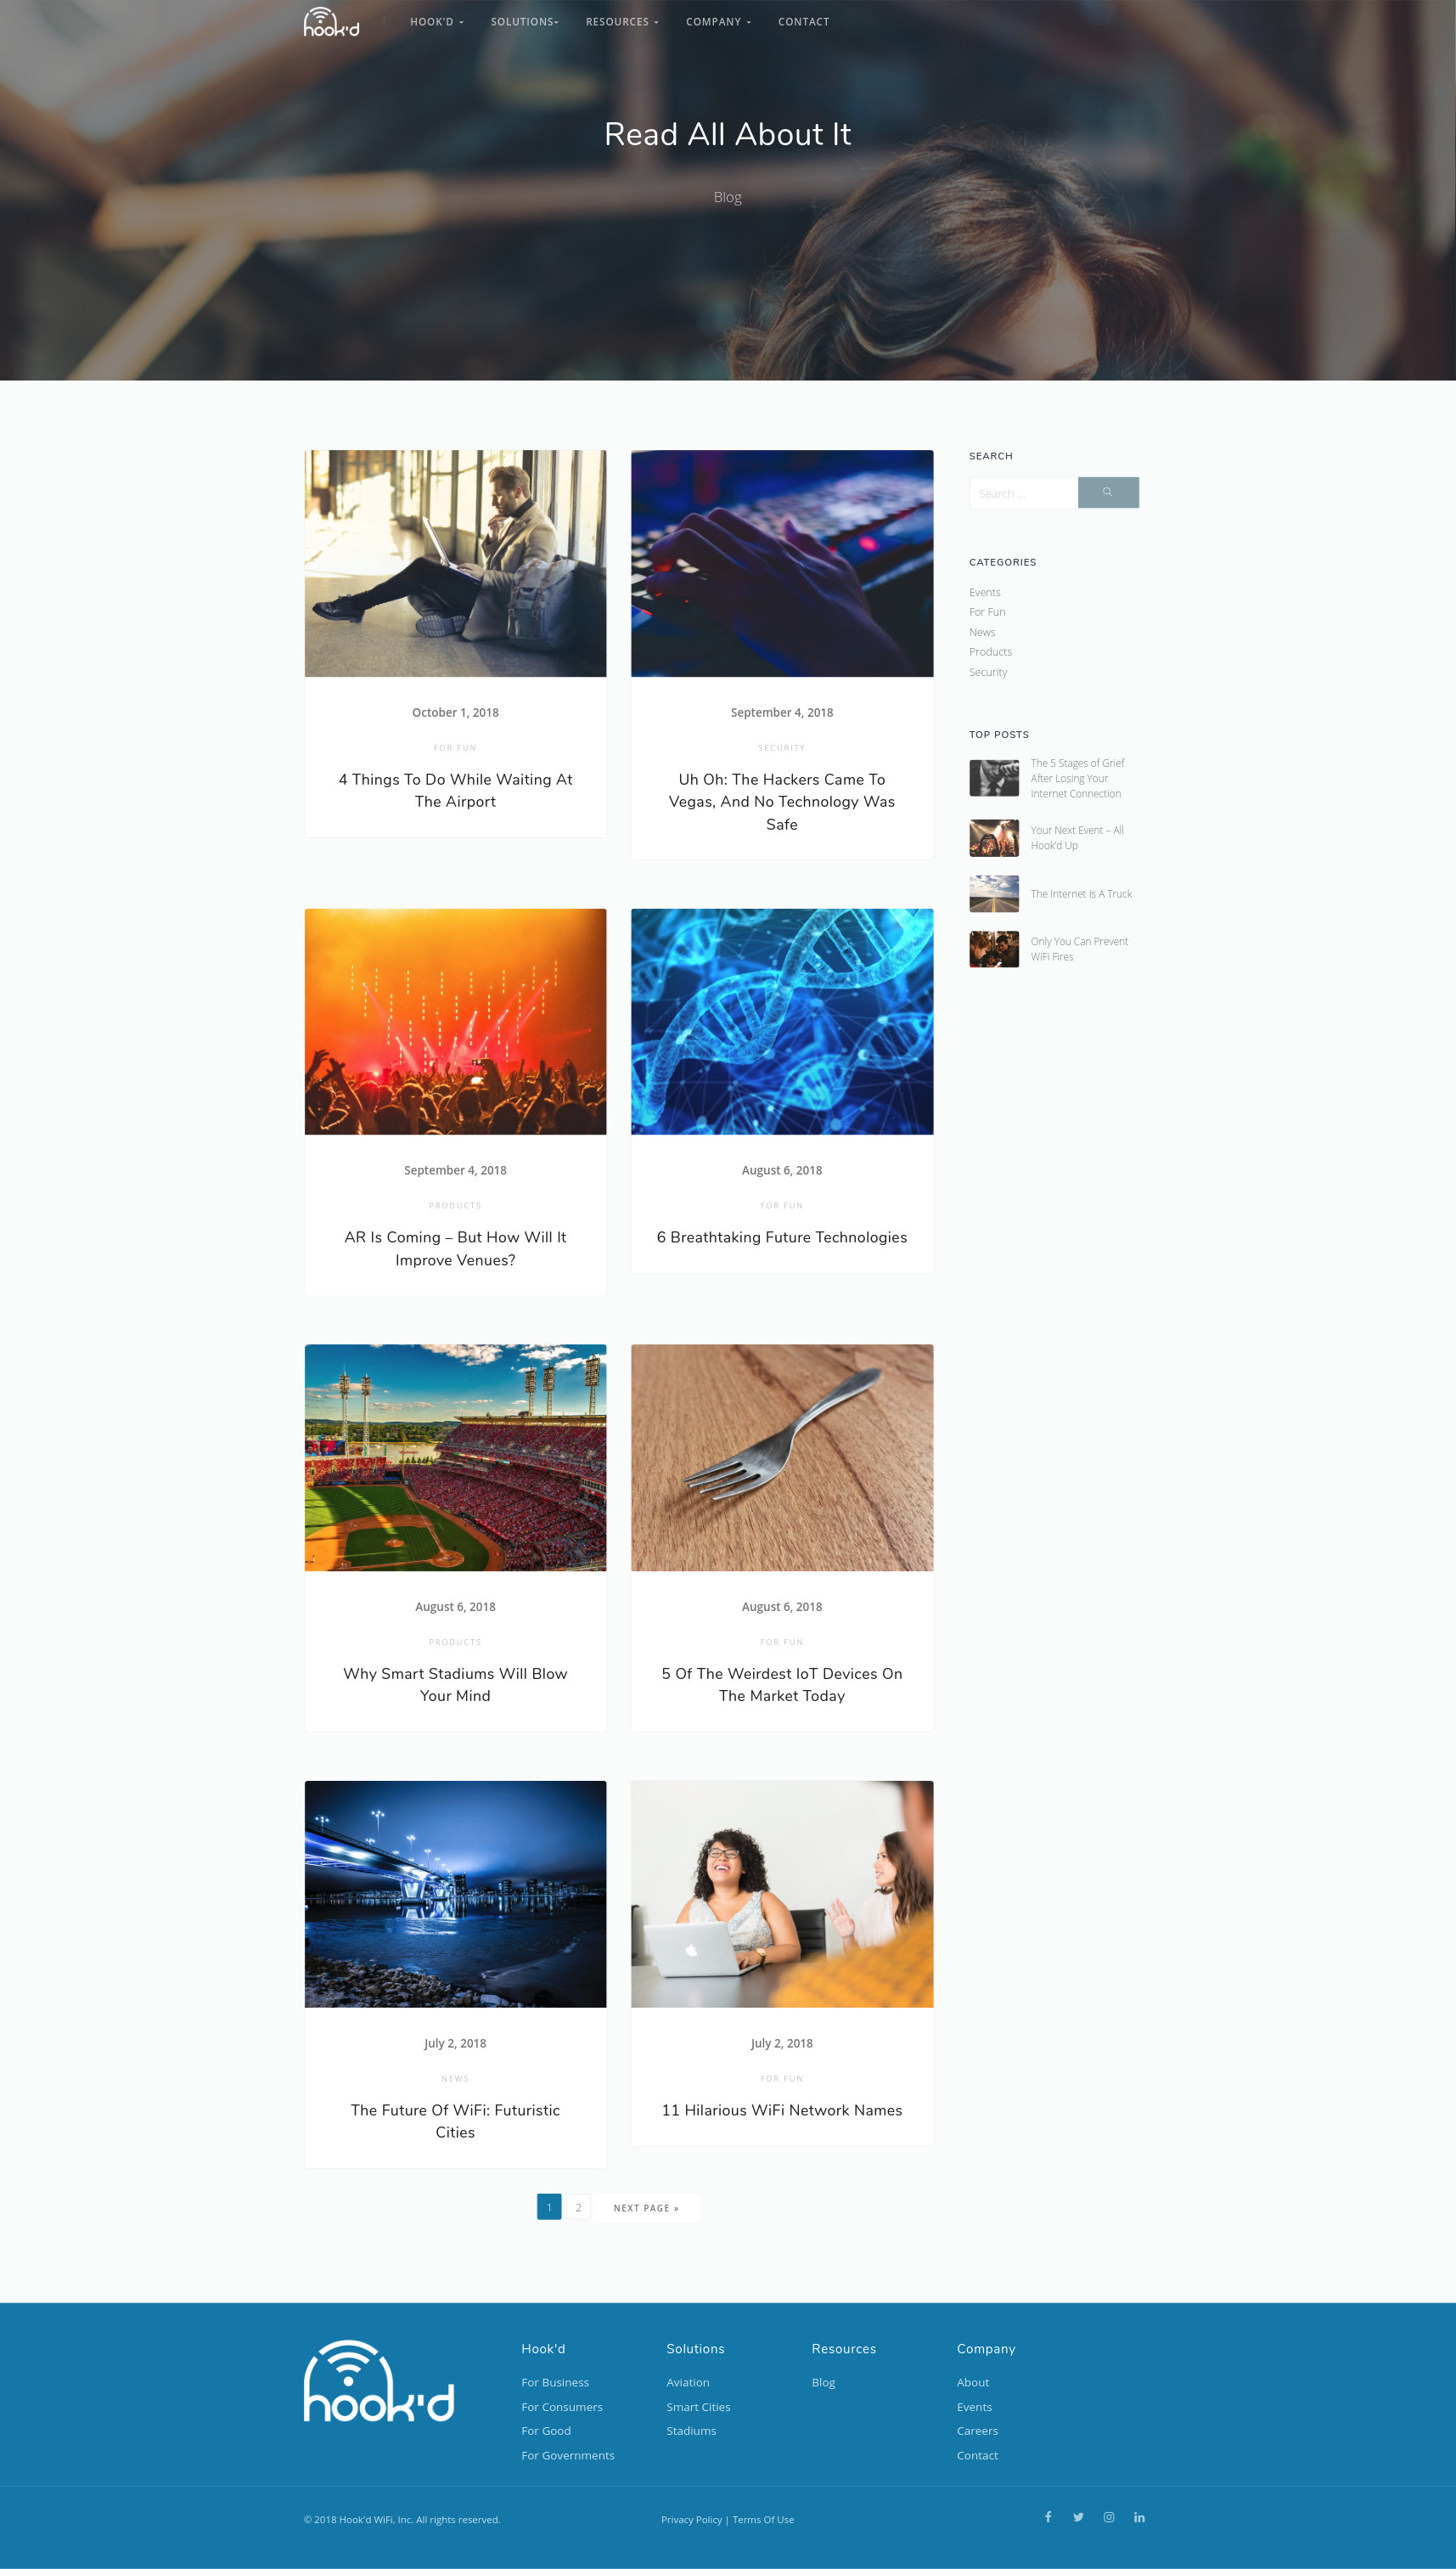 hook'd
HOOK'D
SOLUTIONS
RESOURCES
COMPANY
CONTACT
Read All About It
Blog
October 1, 2018
FOR FUN
4 Things To Do While Waiting At
The Airport
September 4, 2018
SECURITY
Uh Oh: The Hackers Came To
Vegas, And No Technology Was
Safe
September 4, 2018
PRODUCTS
AR Is Coming – But How Will It
Improve Venues?
August 6, 2018
FOR FUN
6 Breathtaking Future Technologies
August 6, 2018
PRODUCTS
Why Smart Stadiums Will Blow
Your Mind
August 6, 2018
FOR FUN
5 Of The Weirdest IoT Devices On
The Market Today
July 2, 2018
NEWS
The Future Of WiFi: Futuristic
Cities
July 2, 2018
FOR FUN
11 Hilarious WiFi Network Names
1
2
NEXT PAGE »
SEARCH
Search ...
CATEGORIES
Events
For Fun
News
Products
Security
TOP POSTS
The 5 Stages of Grief
After Losing Your
Internet Connection
Your Next Event – All
Hook'd Up
The Internet Is A Truck
Only You Can Prevent
WiFi Fires
hook'd
Hook'd
For Business
For Consumers
For Good
For Governments
Solutions
Aviation
Smart Cities
Stadiums
Resources
Blog
Company
About
Events
Careers
Contact
© 2018 Hook'd WiFi, Inc. All rights reserved.
Privacy Policy | Terms Of Use